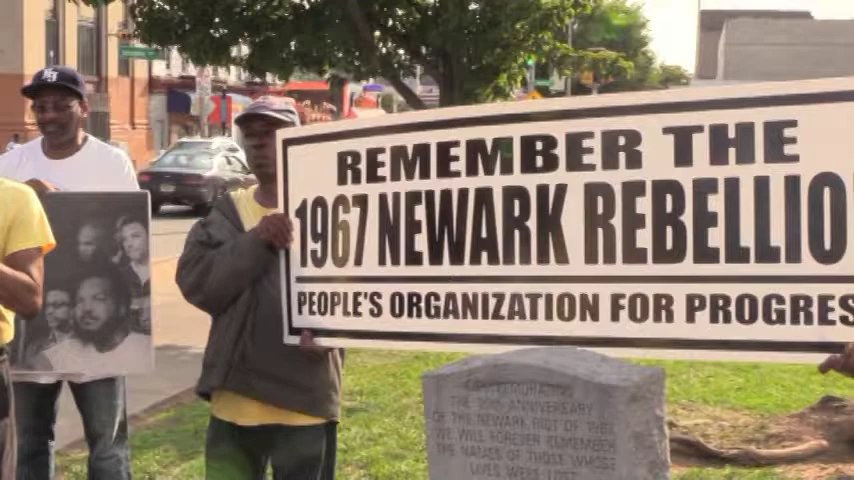 REMEMBER THE
1967 NEWARK REBELLIO
PEOPLE'S ORGANIZATION FOR PROGRES
THE
ANNIVERSARY
OF THE NEWARK RIOT OF
WE WILL FOREVER REMEMBER
THE NAMES OF THOSE WHOSE
LIVES WERE LOST